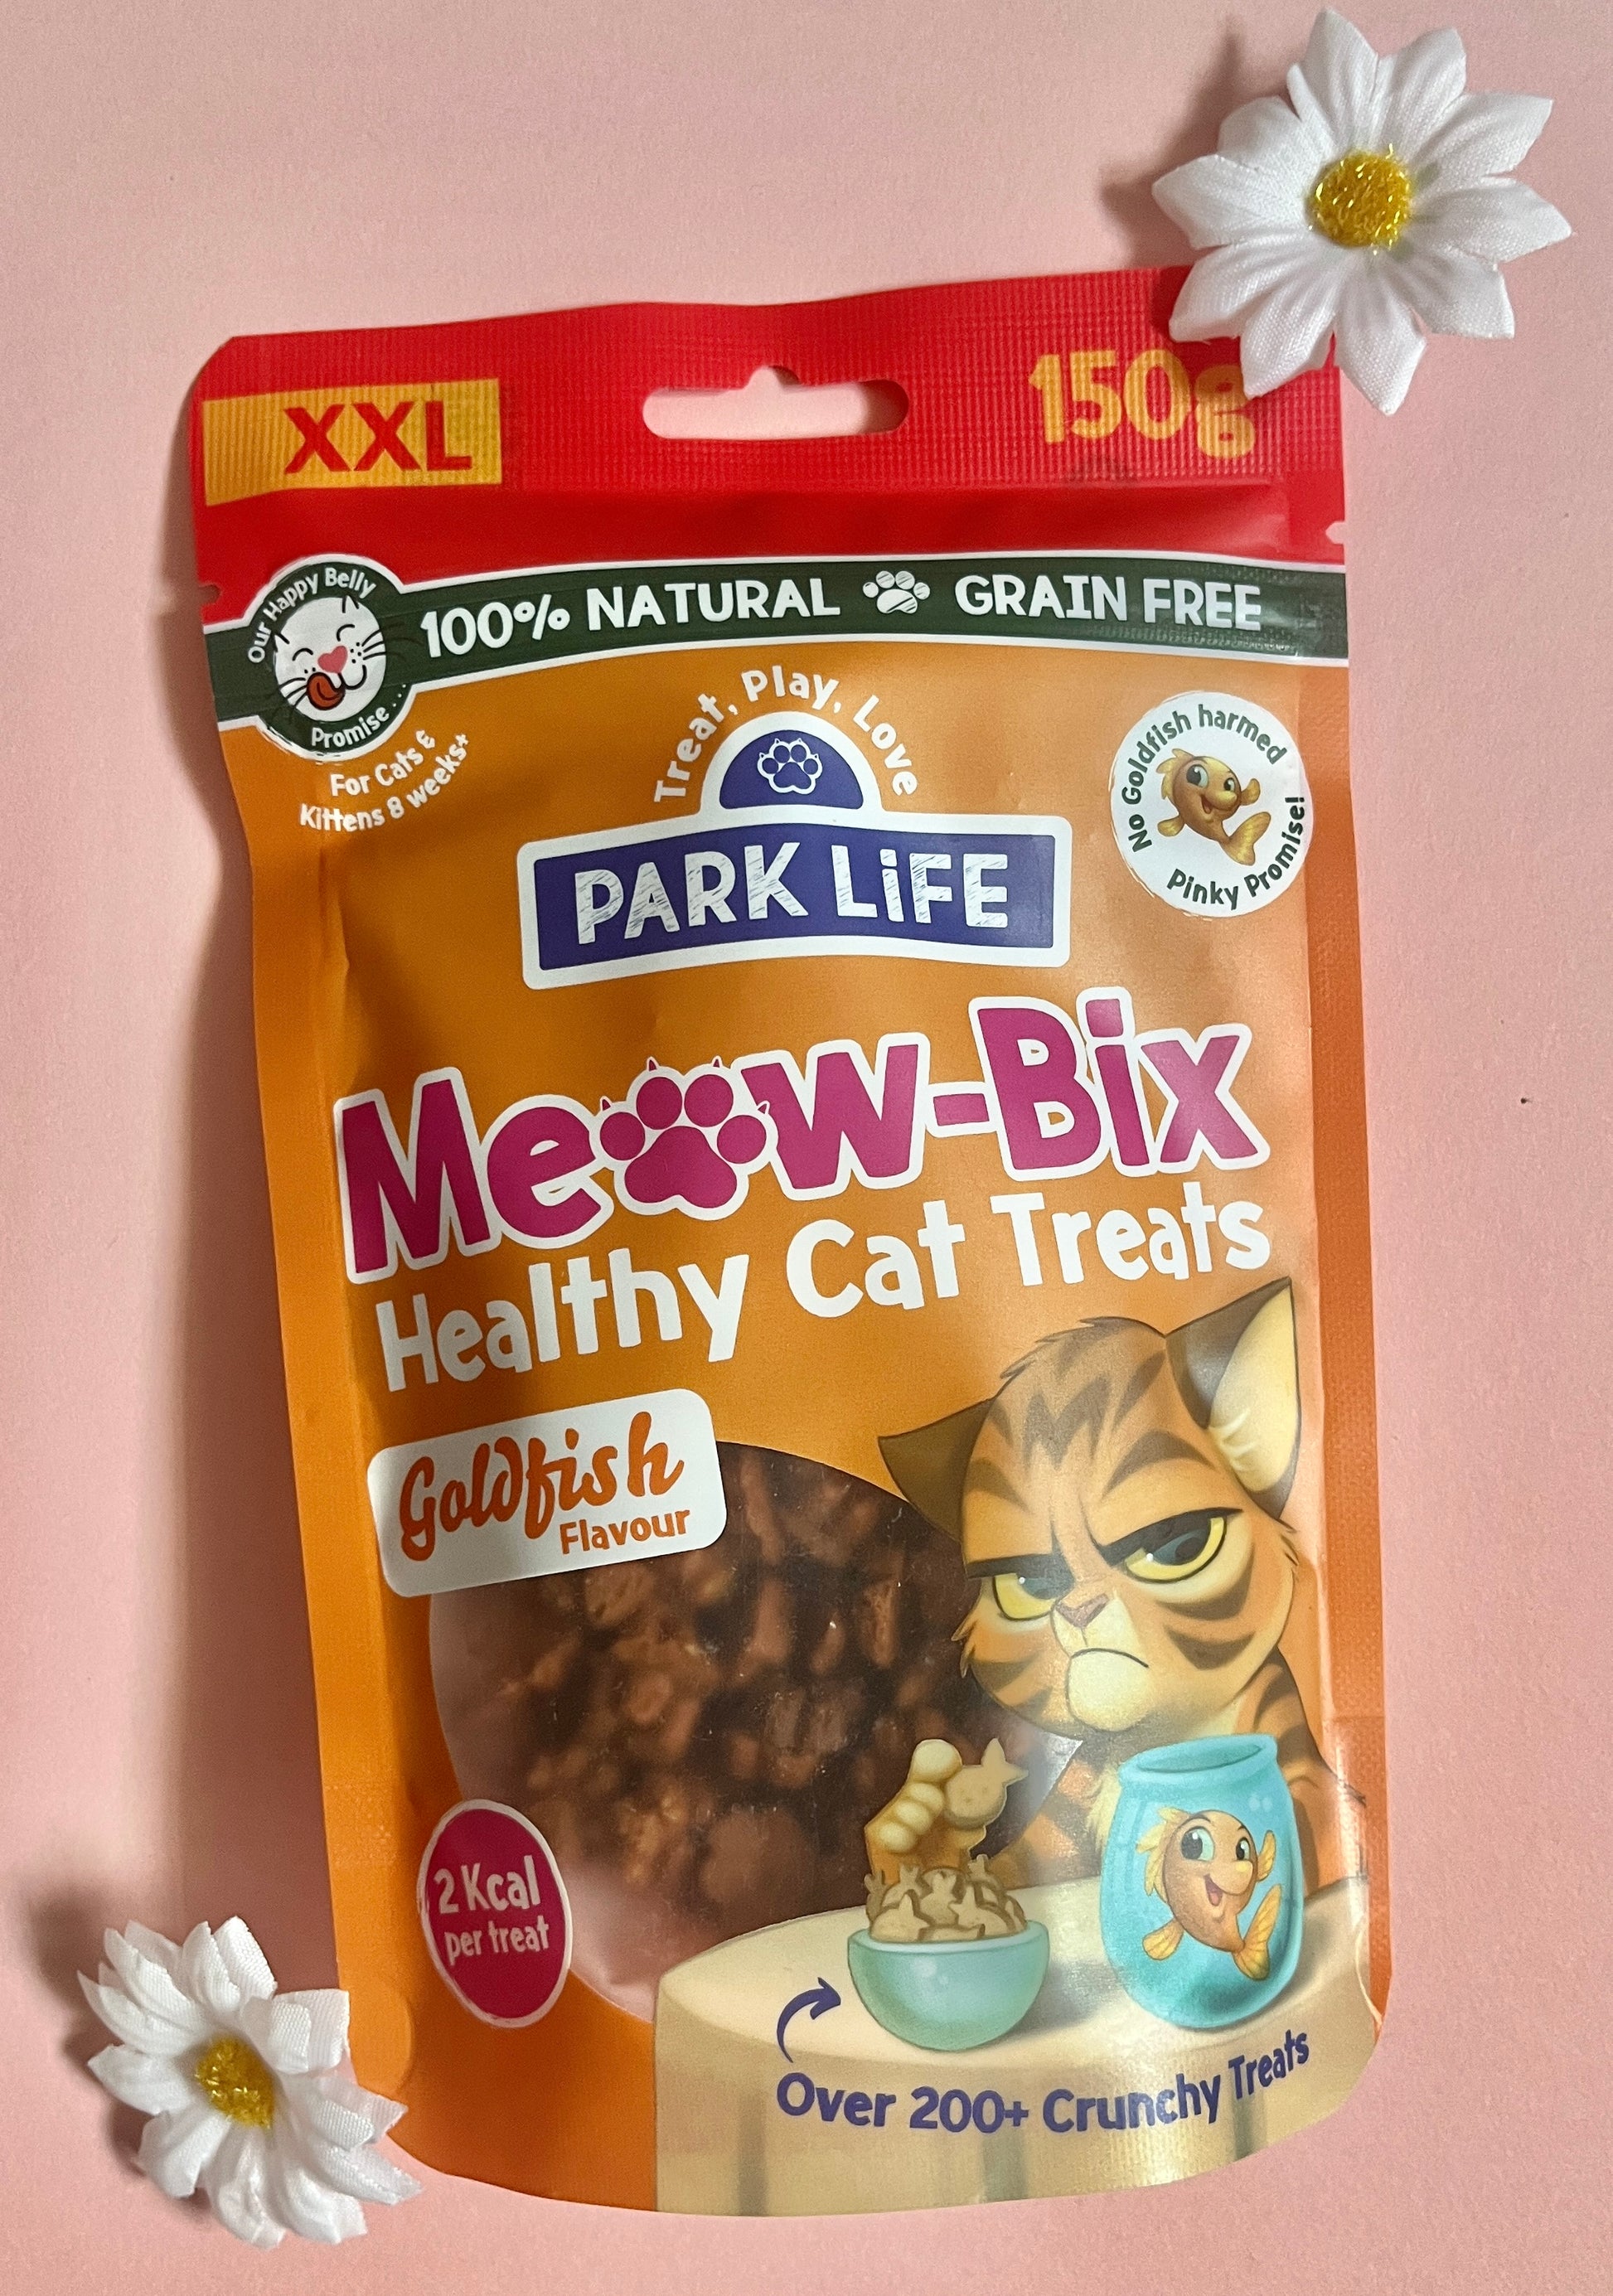 XXL
150g
100% NATURAL GRAIN FREE
Our Happy Belly
Promise...
For Cats &
Kittens 8 weeks+
Treat, Play, Love
PARK LiFE
No Goldfish harmed
Pinky Promise!
Meow-Bix
Healthy Cat Treats
Goldfish
Flavour
2 Kcal
per treat
Over 200+ Crunchy Treats